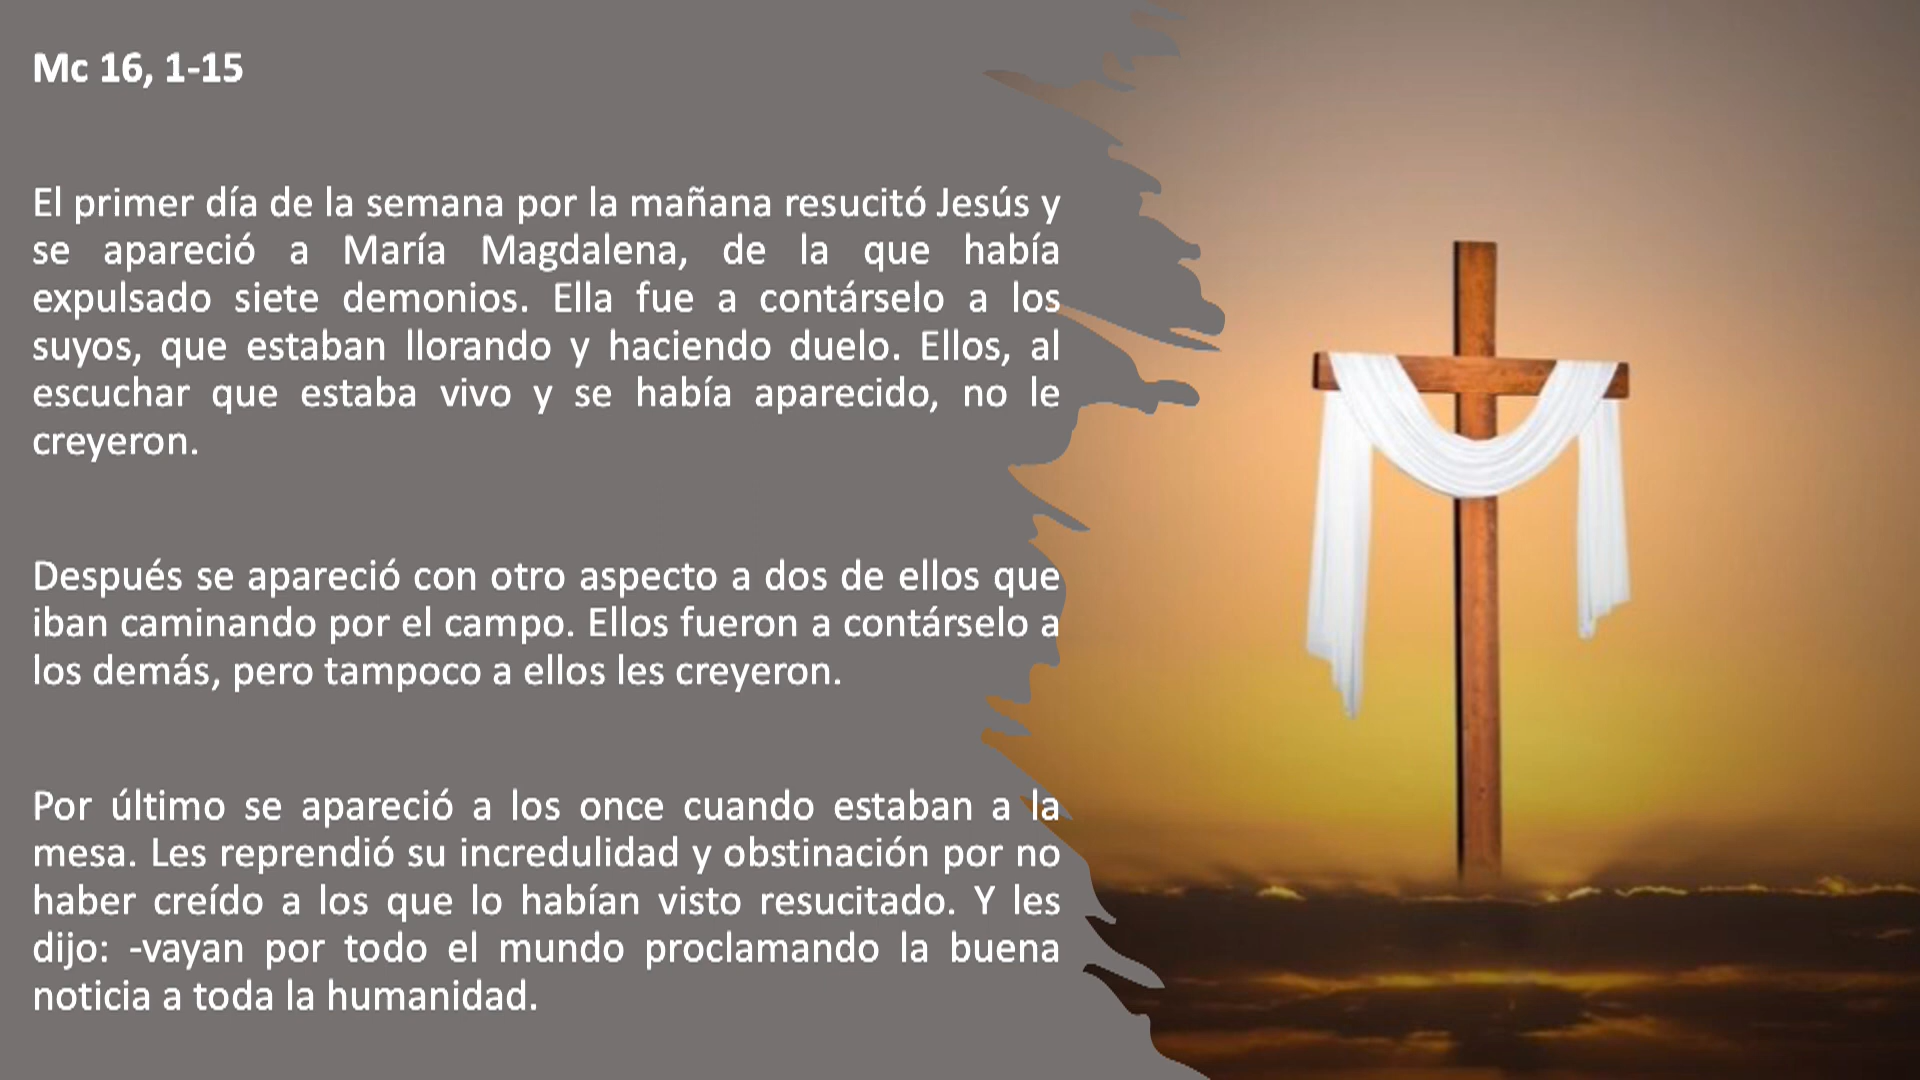 Mc 16, 1-15
El primer día de la semana por la mañana resucitó Jesús y
se apareció a María Magdalena, de la que había
expulsado siete demonios. Ella fue a contárselo a los
suyos, que estaban llorando y haciendo duelo. Ellos, al
escuchar que estaba vivo y se había aparecido, no le
creyeron.
Después se apareció con otro aspecto a dos de ellos que
iban caminando por el campo. Ellos fueron a contárselo a
los demás, pero tampoco a ellos les creyeron.
Por último se apareció a los once cuando estaban a la
mesa. Les reprendió su incredulidad y obstinación por no
haber creído a los que lo habían visto resucitado. Y les
dijo: -vayan por todo el mundo proclamando la buena
noticia a toda la humanidad.